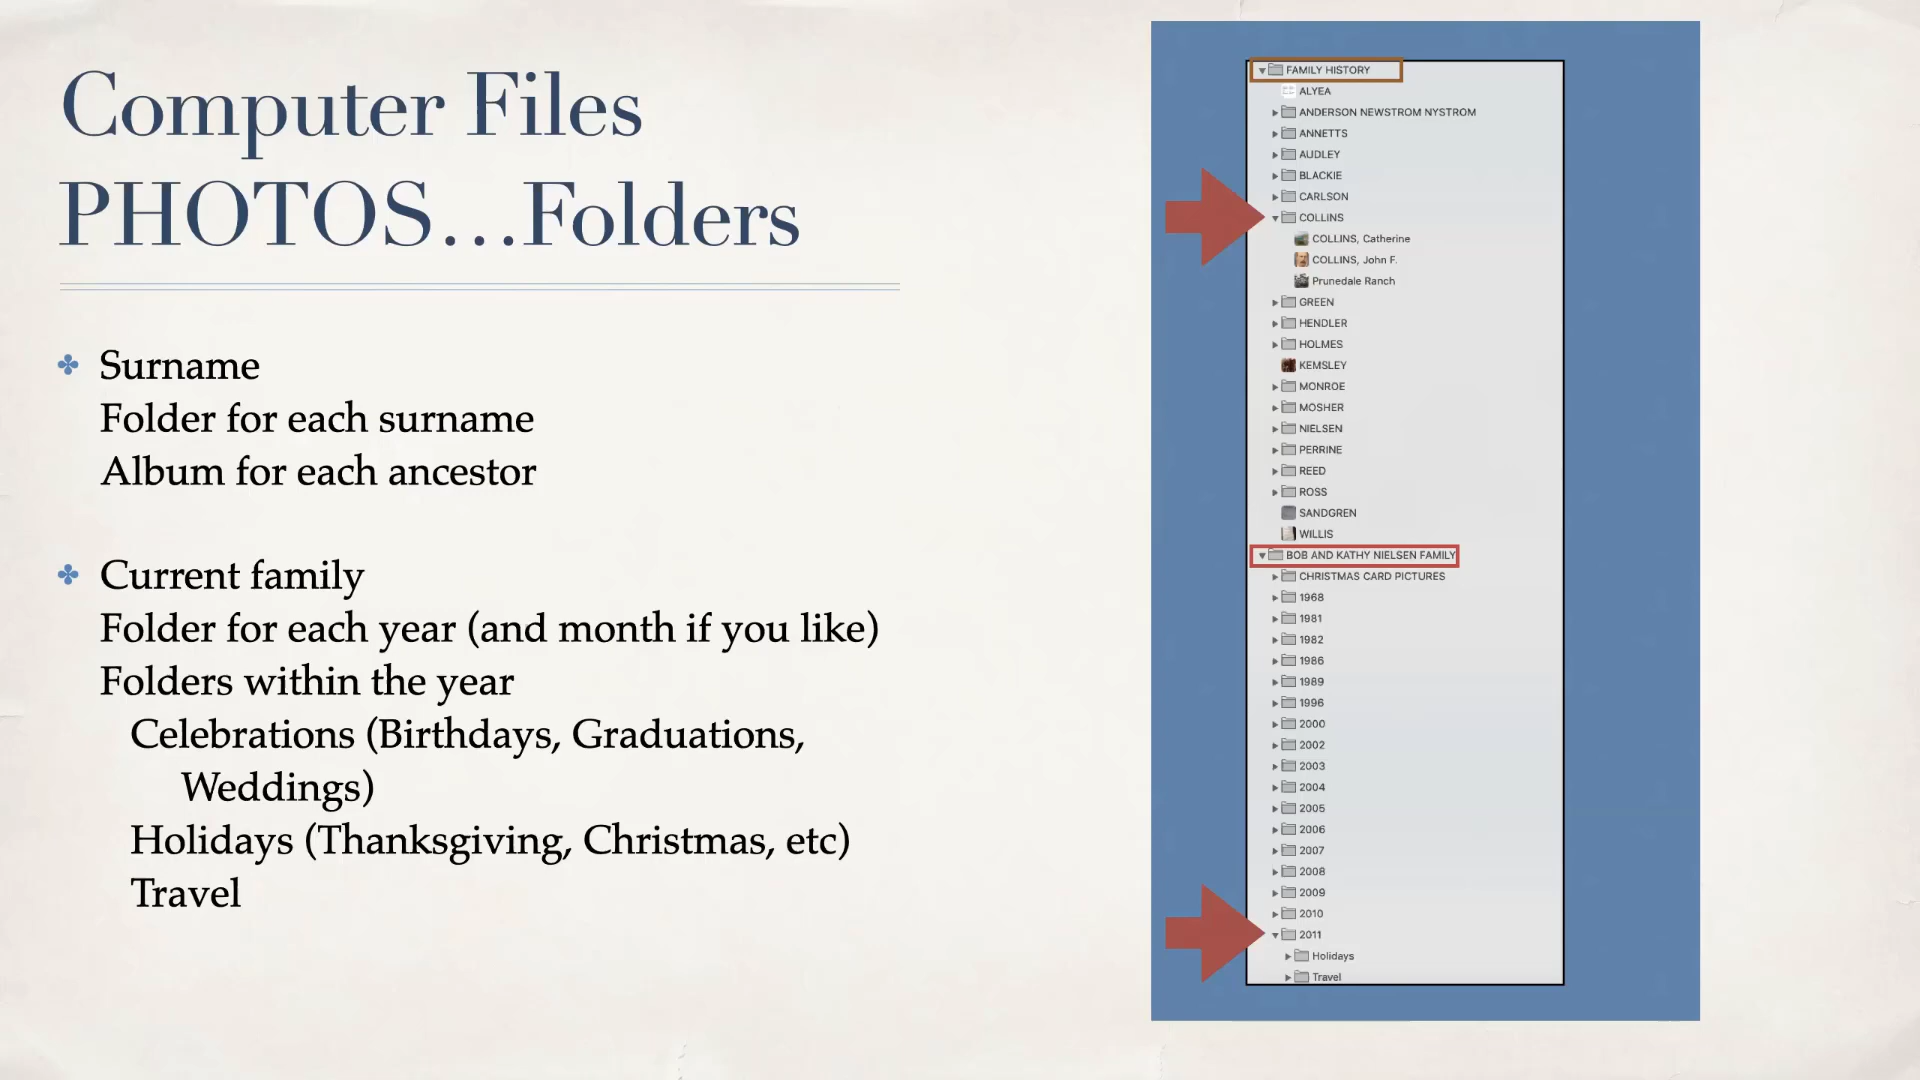 Computer Files
PHOTOS...Folders
Surname
Folder for each surname
Album for each ancestor
Current family
Folder for each year (and month if you like)
Folders within the year
Celebrations (Birthdays, Graduations,
Weddings)
Holidays (Thanksgiving, Christmas, etc)
Travel
FAMILY HISTORY
ALYEA
ANDERSON NEWSTROM NYSTROM
ANNETTS
AUDLEY
BLACKIE
CARLSON
COLLINS
COLLINS, Catherine
COLLINS, John F.
Prunedale Ranch
GREEN
HENDLER
HOLMES
KEMSLEY
MONROE
MOSHER
NIELSEN
PERRINE
REED
ROSS
SANDGREN
WILLIS
BOB AND KATHY NIELSEN FAMILY
CHRISTMAS CARD PICTURES
1968
1981
1982
1986
1989
1996
2000
2002
2003
2004
2005
2006
2007
2008
2009
2010
2011
Holidays
Travel